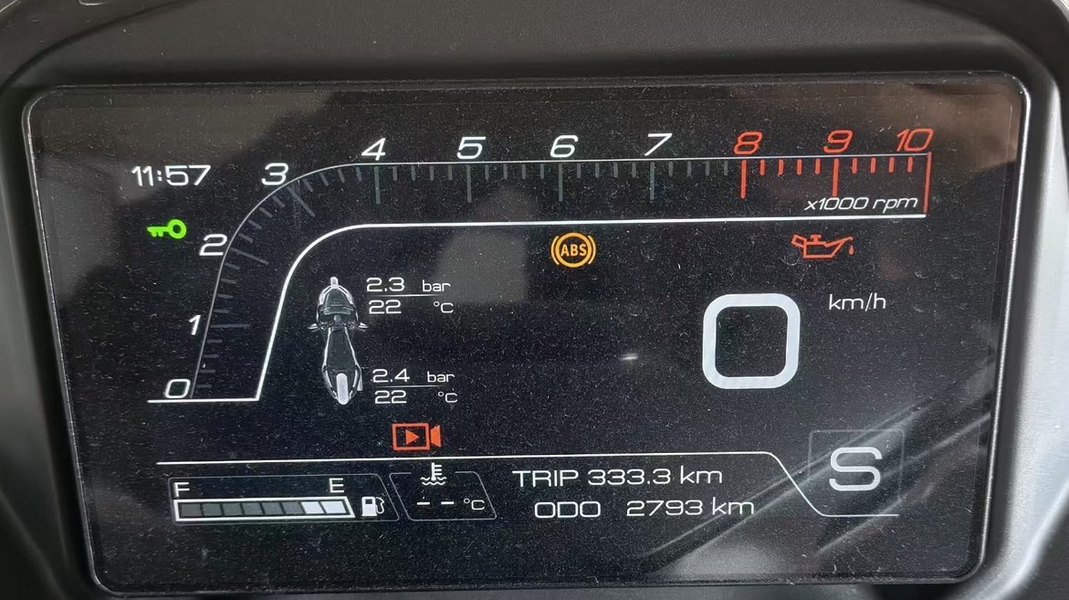 4 5 6 7 8 9 10
11:57 3
x1000 rpm
2
ABS
2.3 bar
22 °C
km/h
1
0
0
2.4 bar
22 °C
F E
-- °C
TRIP 333.3 km
ODO 2793 km
S